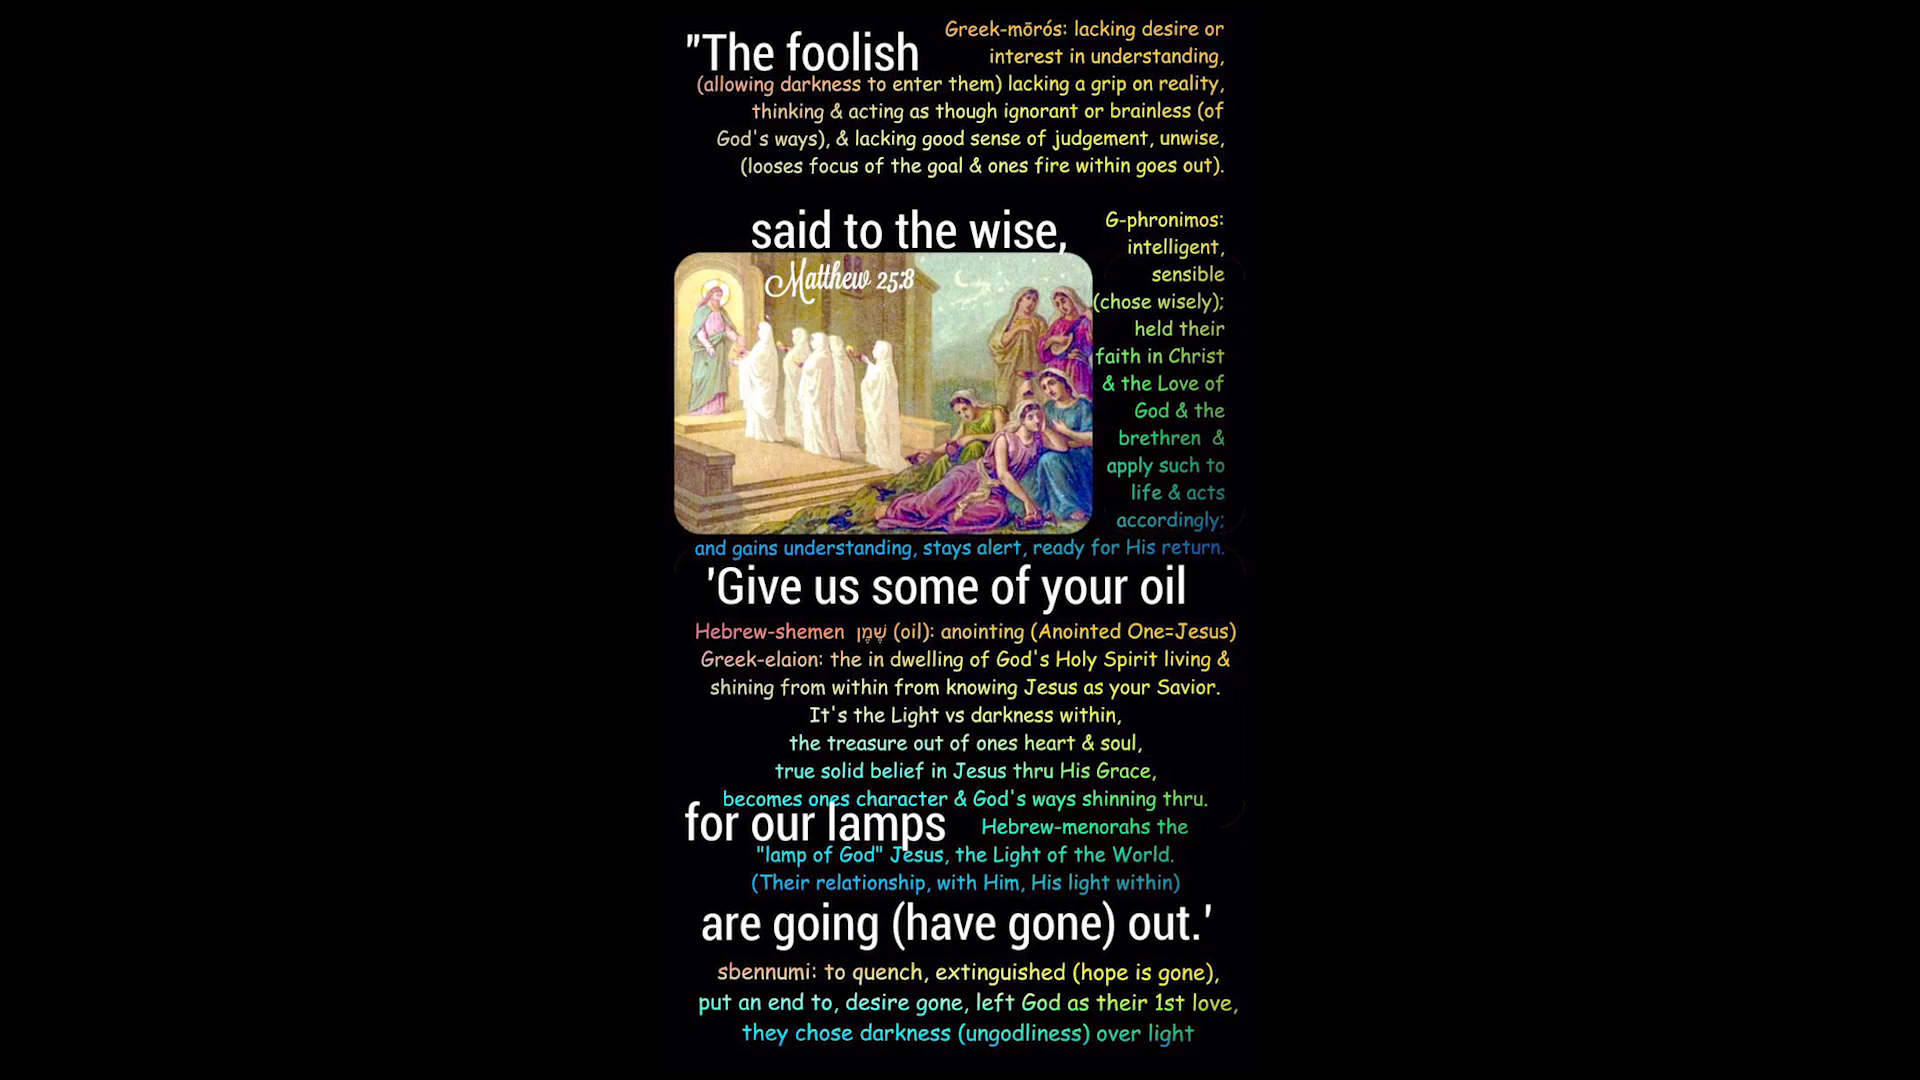 "The foolish
Greek-mōrós: lacking desire or
interest in understanding,
(allowing darkness to enter them) lacking a grip on reality,
thinking & acting as though ignorant or brainless (of
God's ways), & lacking good sense of judgement, unwise,
(looses focus of the goal & ones fire within goes out).
said to the wise,
G-phronimos:
intelligent,
sensible
(chose wisely);
held their
faith in Christ
& the Love of
God & the
brethren &
apply such to
life & acts
accordingly;
and gains understanding, stays alert, ready for His return.
Matthew 25:8
'Give us some of your oil
Hebrew-shemen שֶׁמֶן (oil): anointing (Anointed One=Jesus)
Greek-elaion: the in dwelling of God's Holy Spirit living &
shining from within from knowing Jesus as your Savior.
It's the Light vs darkness within,
the treasure out of ones heart & soul,
true solid belief in Jesus thru His Grace,
becomes ones character & God's ways shinning thru.
for our lamps
Hebrew-menorahs the
"lamp of God" Jesus, the Light of the World.
(Their relationship, with Him, His light within)
are going (have gone) out.'
sbennumi: to quench, extinguished (hope is gone),
put an end to, desire gone, left God as their 1st love,
they chose darkness (ungodliness) over light